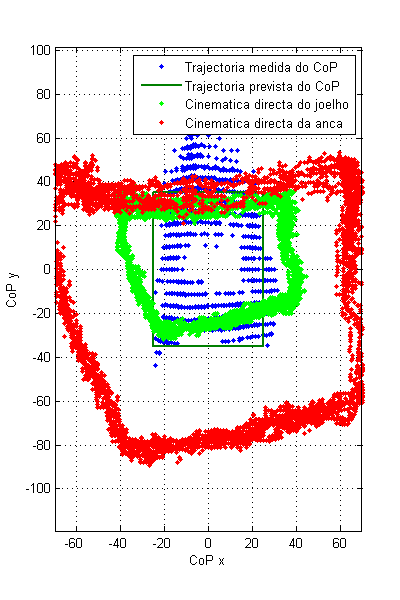 100
80
60
40
20
0
-20
-40
-60
-80
-100
CoP y
Trajectoria medida do CoP
Trajectoria prevista do CoP
Cinematica directa do joelho
Cinematica directa da anca
-60 -40 -20 0 20 40 60
CoP x